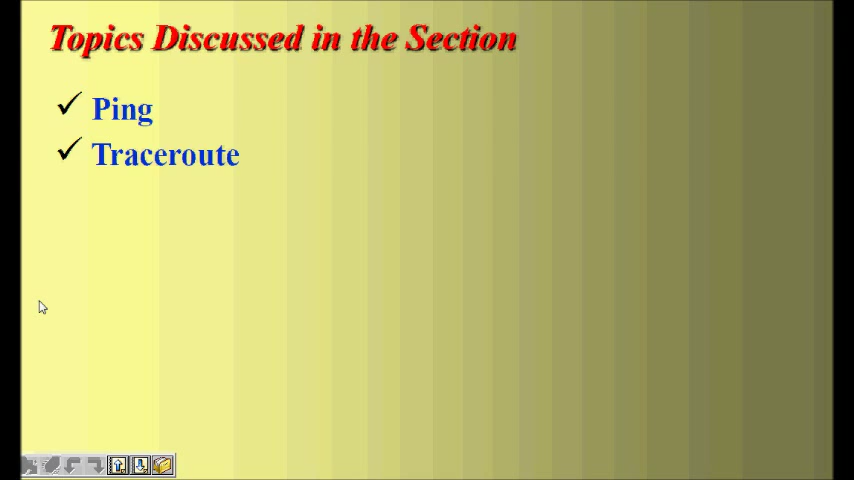 Topics Discussed in the Section
✓ Ping
✓ Traceroute